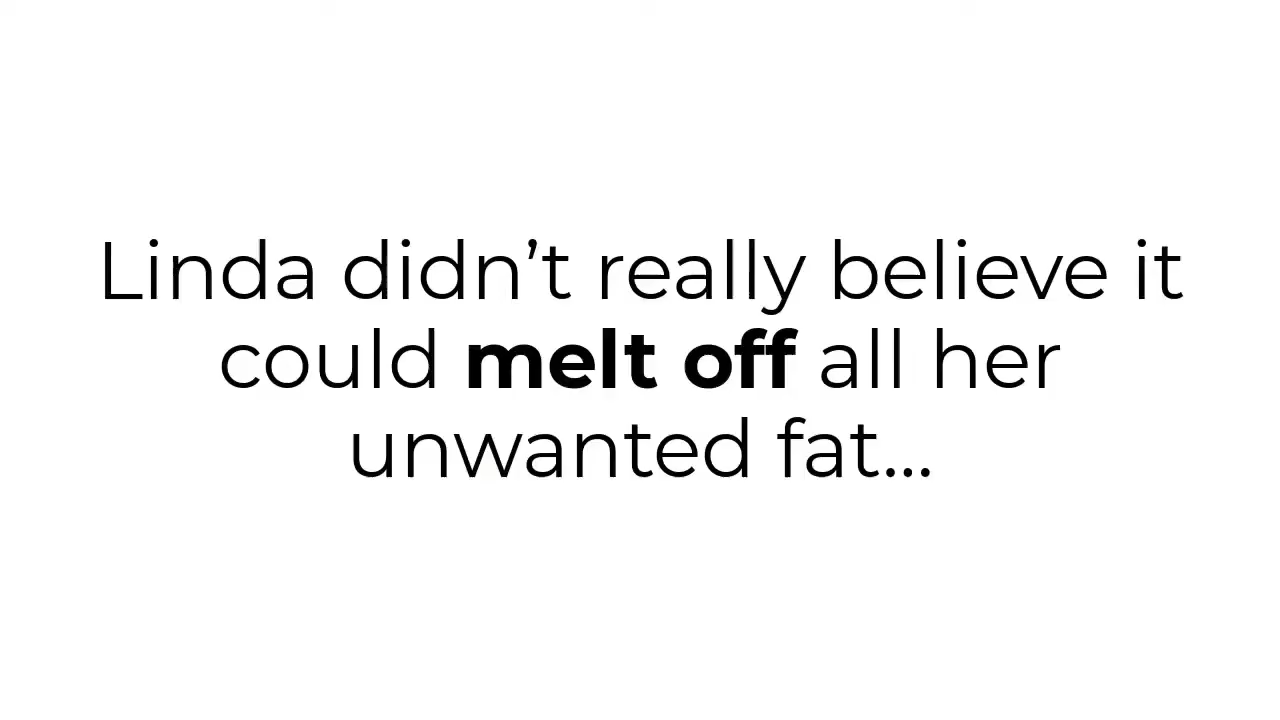 Linda didn’t really believe it
could melt off all her
unwanted fat...